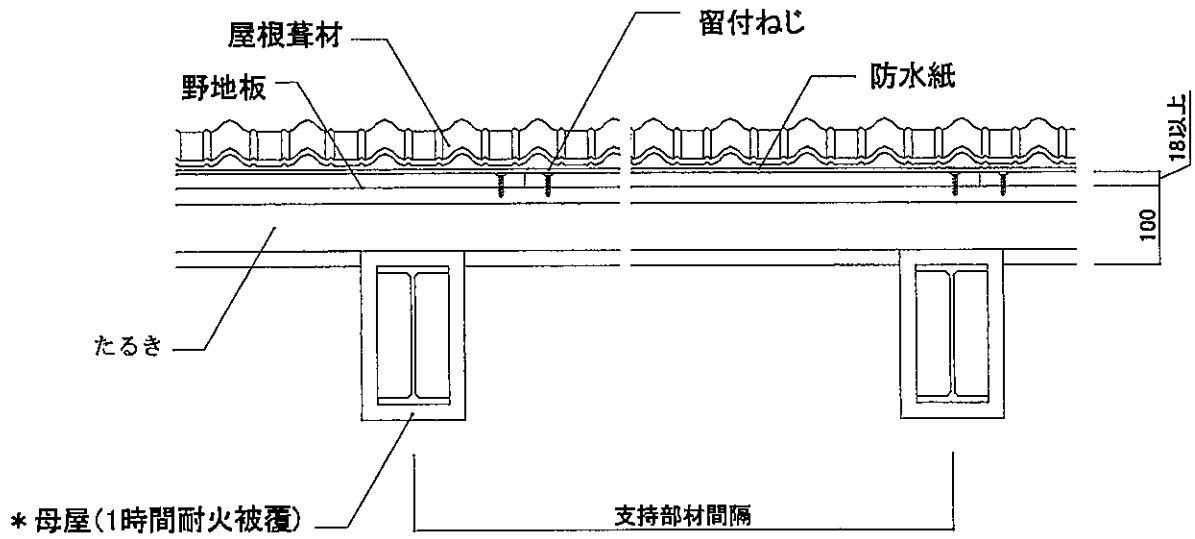 屋根葺材
留付ねじ
野地板
防水紙
18以上
100
たるき
*母屋(1時間耐火被覆)
支持部材間隔